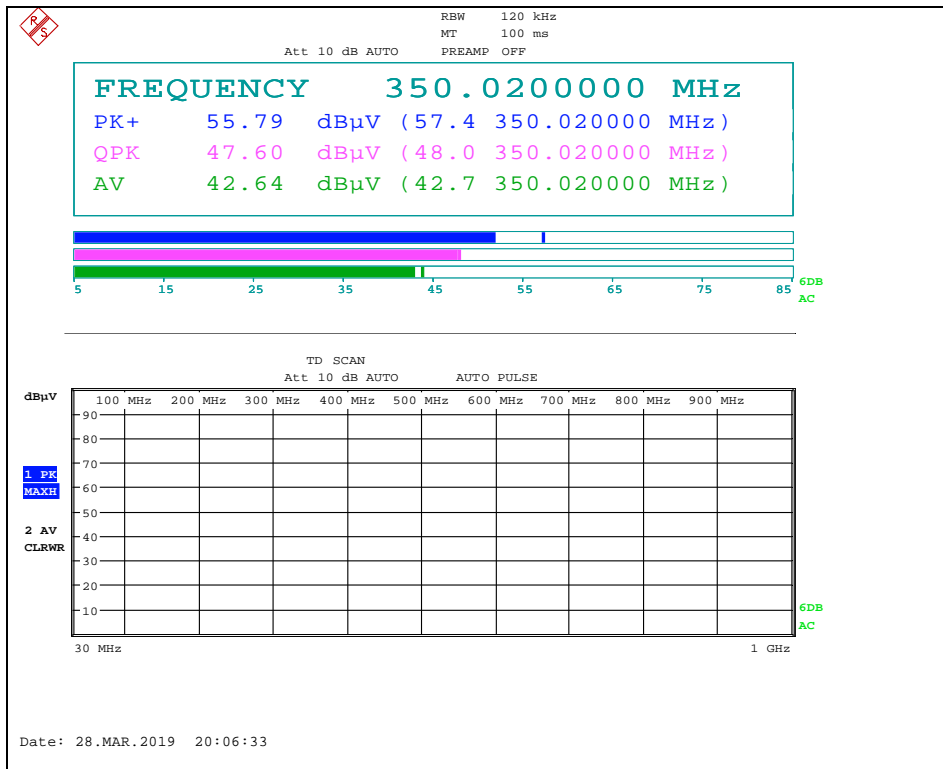 R S
RBW 120 kHz
MT 100 ms
Att 10 dB AUTO PREAMP OFF
FREQUENCY 350.0200000 MHz
PK+ 55.79 dBµV (57.4 350.020000 MHz)
QPK 47.60 dBµV (48.0 350.020000 MHz)
AV 42.64 dBµV (42.7 350.020000 MHz)
5 15 25 35 45 55 65 75 85
6DB
AC
TD SCAN
Att 10 dB AUTO AUTO PULSE
dBµV
100 MHz 200 MHz 300 MHz 400 MHz 500 MHz 600 MHz 700 MHz 800 MHz 900 MHz
90
80
70
1 PK
MAXH
60
50
2 AV
40
CLRWR
30
20
10
6DB
AC
30 MHz 1 GHz
Date: 28.MAR.2019 20:06:33